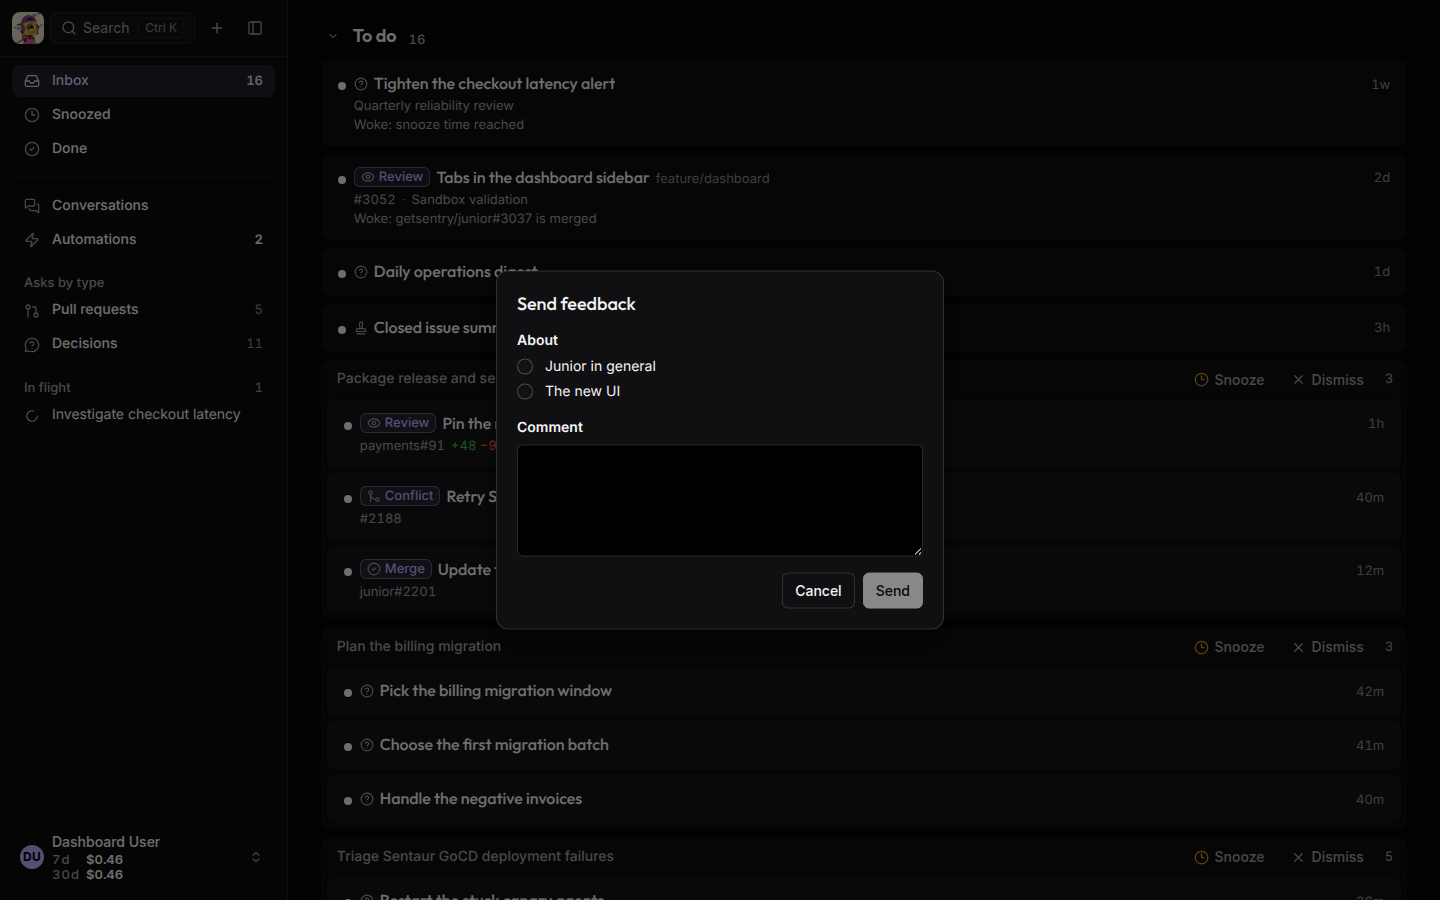 Search Ctrl K
Inbox 16
Snoozed
Done
Conversations
Automations 2
Asks by type
Pull requests 5
Decisions 11
In flight 1
Investigate checkout latency
Dashboard User
7d $0.46
30d $0.46
DU
To do 16
Tighten the checkout latency alert 1w
Quarterly reliability review
Woke: snooze time reached
Review Tabs in the dashboard sidebar feature/dashboard 2d
#3052 · Sandbox validation
Woke: getsentry/junior#3037 is merged
Daily operations digest 1d
Closed issue 3h
Package release and Snooze Dismiss 3
Review Pin the 1h
payments#91 +48
Conflict Retry 40m
#2188
Merge Update 12m
junior#2201
Send feedback
About
Junior in general
The new UI
Comment
Cancel Send
Plan the billing migration Snooze Dismiss 3
Pick the billing migration window 42m
Choose the first migration batch 41m
Handle the negative invoices 40m
Triage Sentaur GoCD deployment failures Snooze Dismiss 5
Restart the stuck canary agents